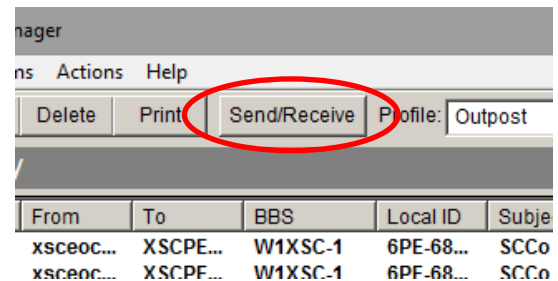 nager
ns Actions Help
Delete Print Send/Receive Profile: Outpost
y
From To BBS Local ID Subje
xsceoc... XSCPE... W1XSC-1 6PE-68... SCCo
xsceoc... XSCPE... W1XSC-1 6PE-68... SCCo